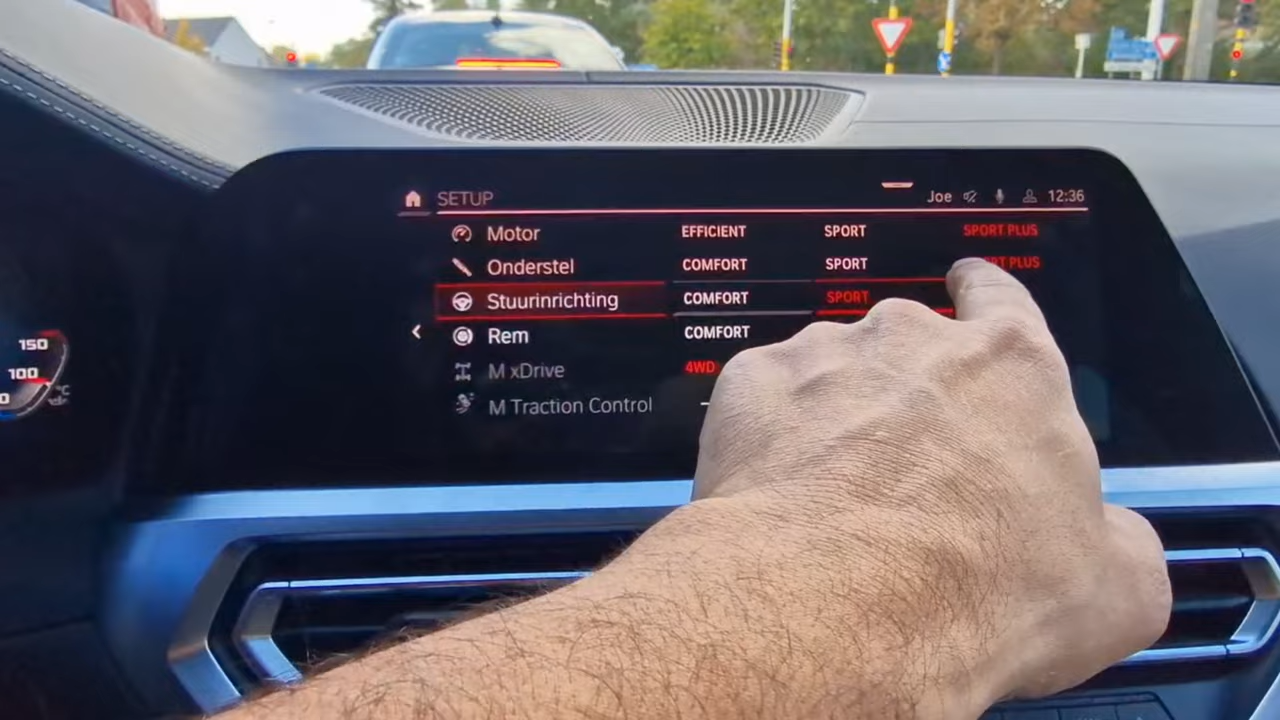 SETUP Joe 12:36
Motor EFFICIENT SPORT SPORT PLUS
Onderstel COMFORT SPORT PLUS
Stuurinrichting COMFORT SPORT
Rem COMFORT
M xDrive 4WD
M Traction Control
150
100
°C